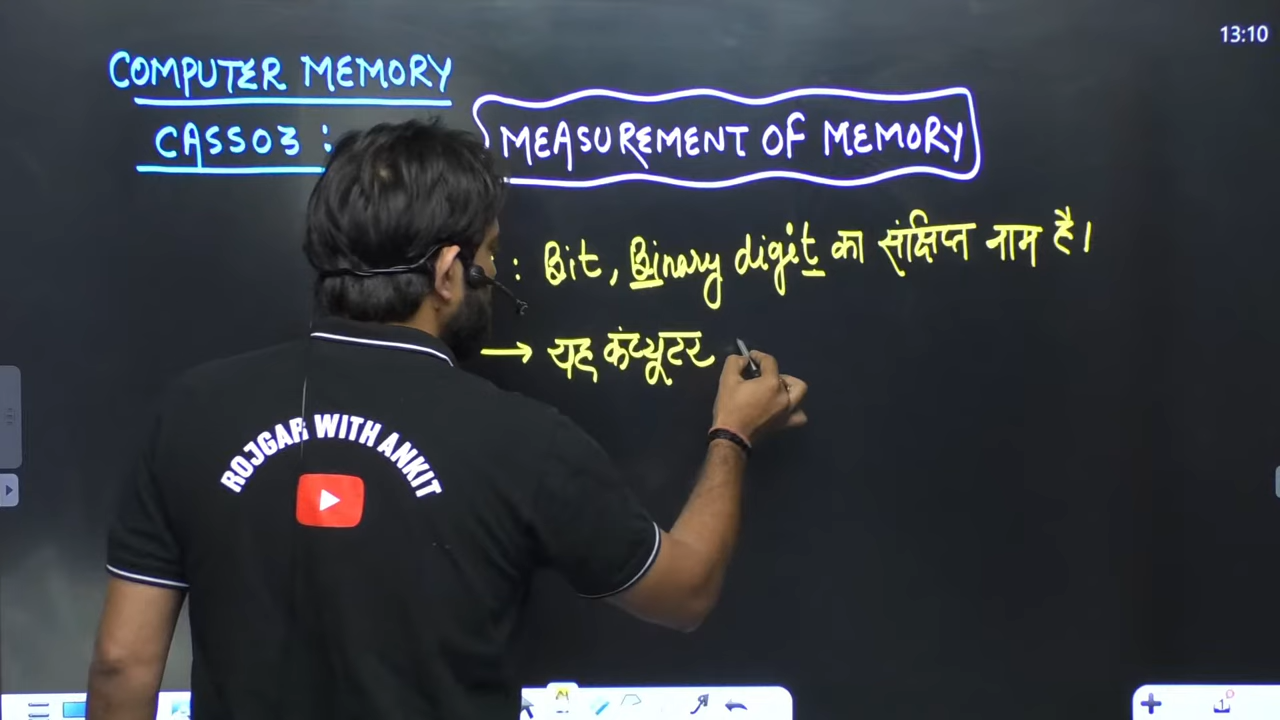 13:10
COMPUTER MEMORY
CASS03 :
MEASUREMENT OF MEMORY
: Bit, Binary digit का संक्षिप्त नाम है।
→ यह कंप्यूटर
ROJGAR WITH ANKIT